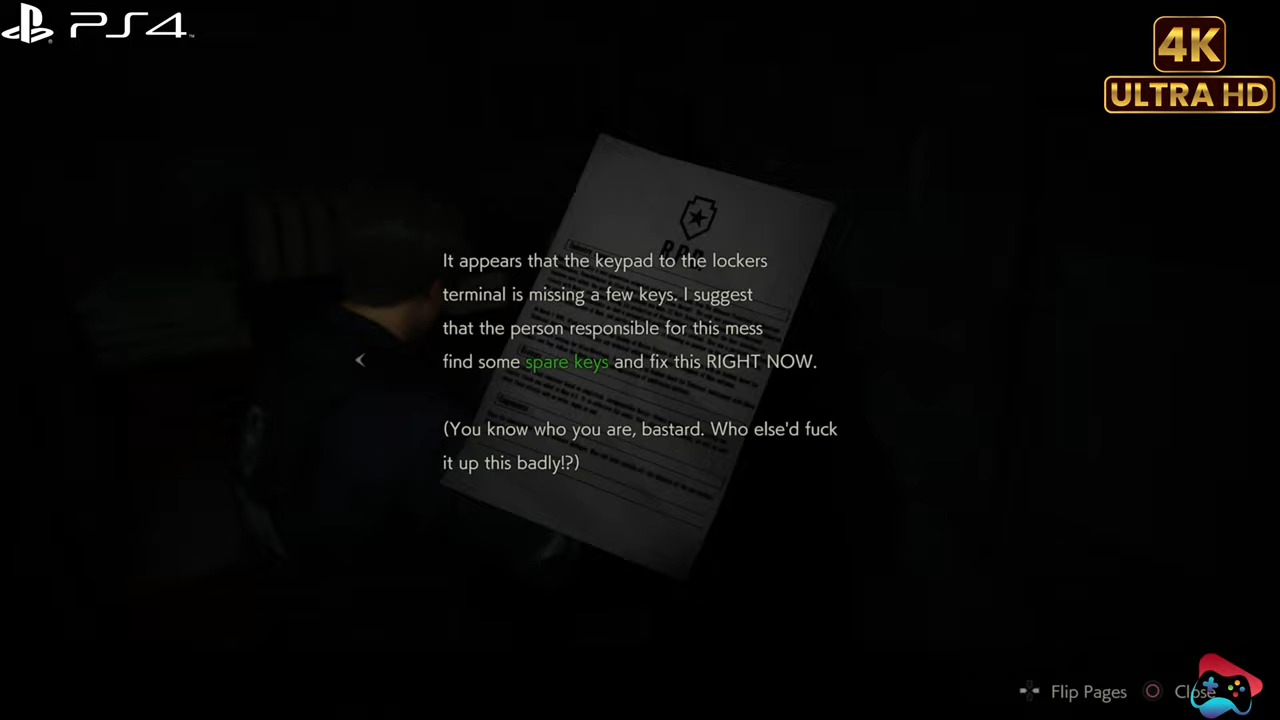 PS4
4K
ULTRA HD
R.P.D.
It appears that the keypad to the lockers
terminal is missing a few keys. I suggest
that the person responsible for this mess
find some spare keys and fix this RIGHT NOW.
(You know who you are, bastard. Who else'd fuck
it up this badly!?)
Flip Pages
Close